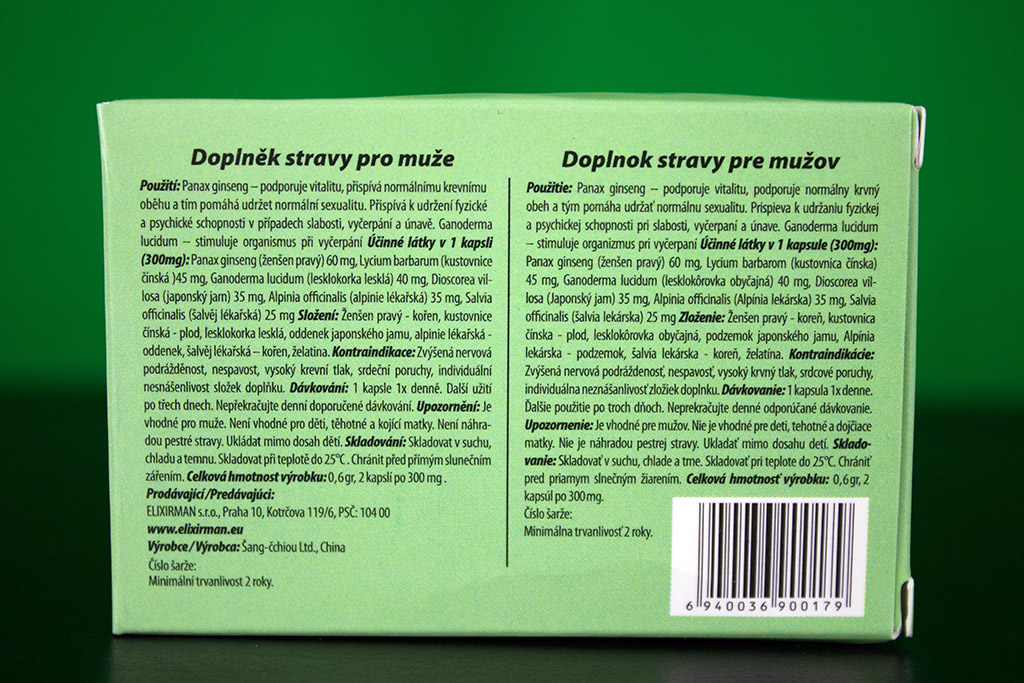 Doplněk stravy pro muže
Použití: Panax ginseng – podporuje vitalitu, přispívá normálnímu krevnímu
oběhu a tím pomáhá udržet normální sexualitu. Přispívá k udržení fyzické
a psychické schopnosti v případech slabosti, vyčerpání a únavě. Ganoderma
lucidum – stimuluje organismus při vyčerpání Účinné látky v 1 kapsli
(300mg): Panax ginseng (ženšen pravý) 60 mg, Lycium barbarum (kustovnice
čínská )45 mg, Ganoderma lucidum (lesklokorka lesklá) 40 mg, Dioscorea vil-
losa (japonský jam) 35 mg, Alpinia officinalis (alpinie lékařská) 35 mg, Salvia
officinalis (šalvěj lékařská) 25 mg Složení: Ženšen pravý - kořen, kustovnice
čínská - plod, lesklokorka lesklá, oddenek japonského jamu, alpinie lékařská -
oddenek, šalvěj lékařská – kořen, želatina. Kontraindikace: Zvýšená nervová
podrážděnost, nespavost, vysoký krevní tlak, srdeční poruchy, individuální
nesnášenlivost složek doplňku. Dávkování: 1 kapsle 1x denně. Další užití
po třech dnech. Nepřekračujte denní doporučené dávkování. Upozornění: Je
vhodné pro muže. Není vhodné pro děti, těhotné a kojící matky. Není náhra-
dou pestré stravy. Ukládát mimo dosah dětí. Skladování: Skladovat v suchu,
chladu a temnu. Skladovat při teplotě do 25°C . Chránit před přímým slunečním
zářením. Celková hmotnost výrobku: 0,6 gr, 2 kapslí po 300 mg .
Prodávající/Predávajúci:
ELIXIRMAN s.r.o., Praha 10, Kotrčova 119/6, PSČ: 104 00
www.elixirman.eu
Výrobce/Výrobca: Šang-čchiou Ltd., China
Číslo šarže:
Minimální trvanlivost 2 roky.
Doplnok stravy pre mužov
Použitie: Panax ginseng – podporuje vitalitu, podporuje normálny krvný
obeh a tým pomáha udržať normálnu sexualitu. Prispieva k udržaniu fyzickej
a psychickej schopnosti pri slabosti, vyčerpaní a únave. Ganoderma lucidum
– stimuluje organizmus pri vyčerpaní Účinné látky v 1 kapsule (300mg):
Panax ginseng (ženšen pravý) 60 mg, Lycium barbarom (kustovnica čínska)
45 mg, Ganoderma lucidum (lesklokôrovka obyčajná) 40 mg, Dioscorea vil-
losa (Japonský jam) 35 mg, Alpinia officinalis (Alpínia lekárska) 35 mg, Salvia
officinalis (šalvia lekárska) 25 mg Zloženie: Ženšen pravý - koreň, kustovnica
čínska - plod, lesklokôrovka obyčajná, podzemok japonského jamu, Alpínia
lekárska - podzemok, šalvia lekárska - koreň, želatína. Kontraindikácie:
Zvýšená nervová podráždenosť, nespavosť, vysoký krvný tlak, srdcové poruchy,
individuálna neznášanlivosť zložiek doplnku. Dávkovanie: 1 kapsula 1x denne.
Ďalšie použitie po troch dňoch. Neprekračujte denné odporúčané dávkovanie.
Upozornenie: Je vhodné pre mužov. Nie je vhodné pre deti, tehotné a dojčiace
matky. Nie je náhradou pestrej stravy. Ukladať mimo dosahu detí. Sklado-
vanie: Skladovať v suchu, chlade a tme. Skladovať pri teplote do 25°C. Chrániť
pred priamym slnečným žiarením. Celková hmotnosť výrobku: 0,6 gr, 2
kapsúl po 300 mg.
Číslo šarže:
Minimálna trvanlivosť 2 roky.
6 940036 900179